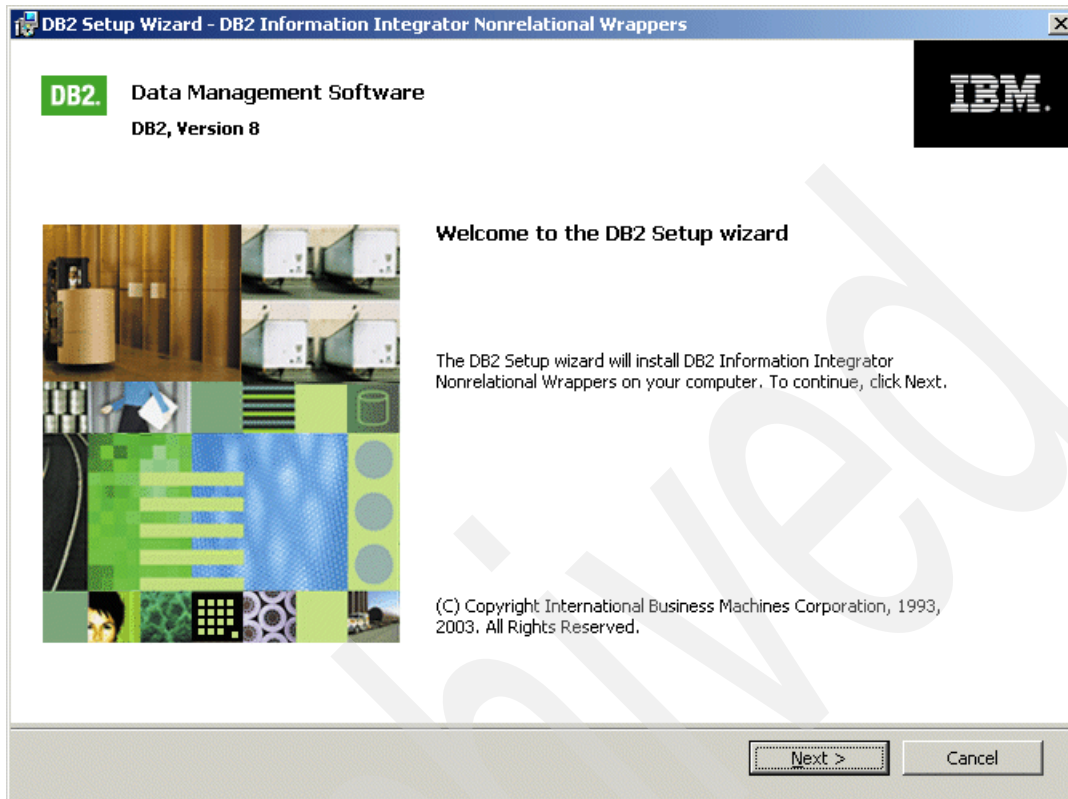 DB2 Setup Wizard - DB2 Information Integrator Nonrelational Wrappers
DB2.
Data Management Software
DB2, Version 8
IBM.
Welcome to the DB2 Setup wizard
The DB2 Setup wizard will install DB2 Information Integrator
Nonrelational Wrappers on your computer. To continue, click Next.
(C) Copyright International Business Machines Corporation, 1993,
2003. All Rights Reserved.
hived
Next >
Cancel